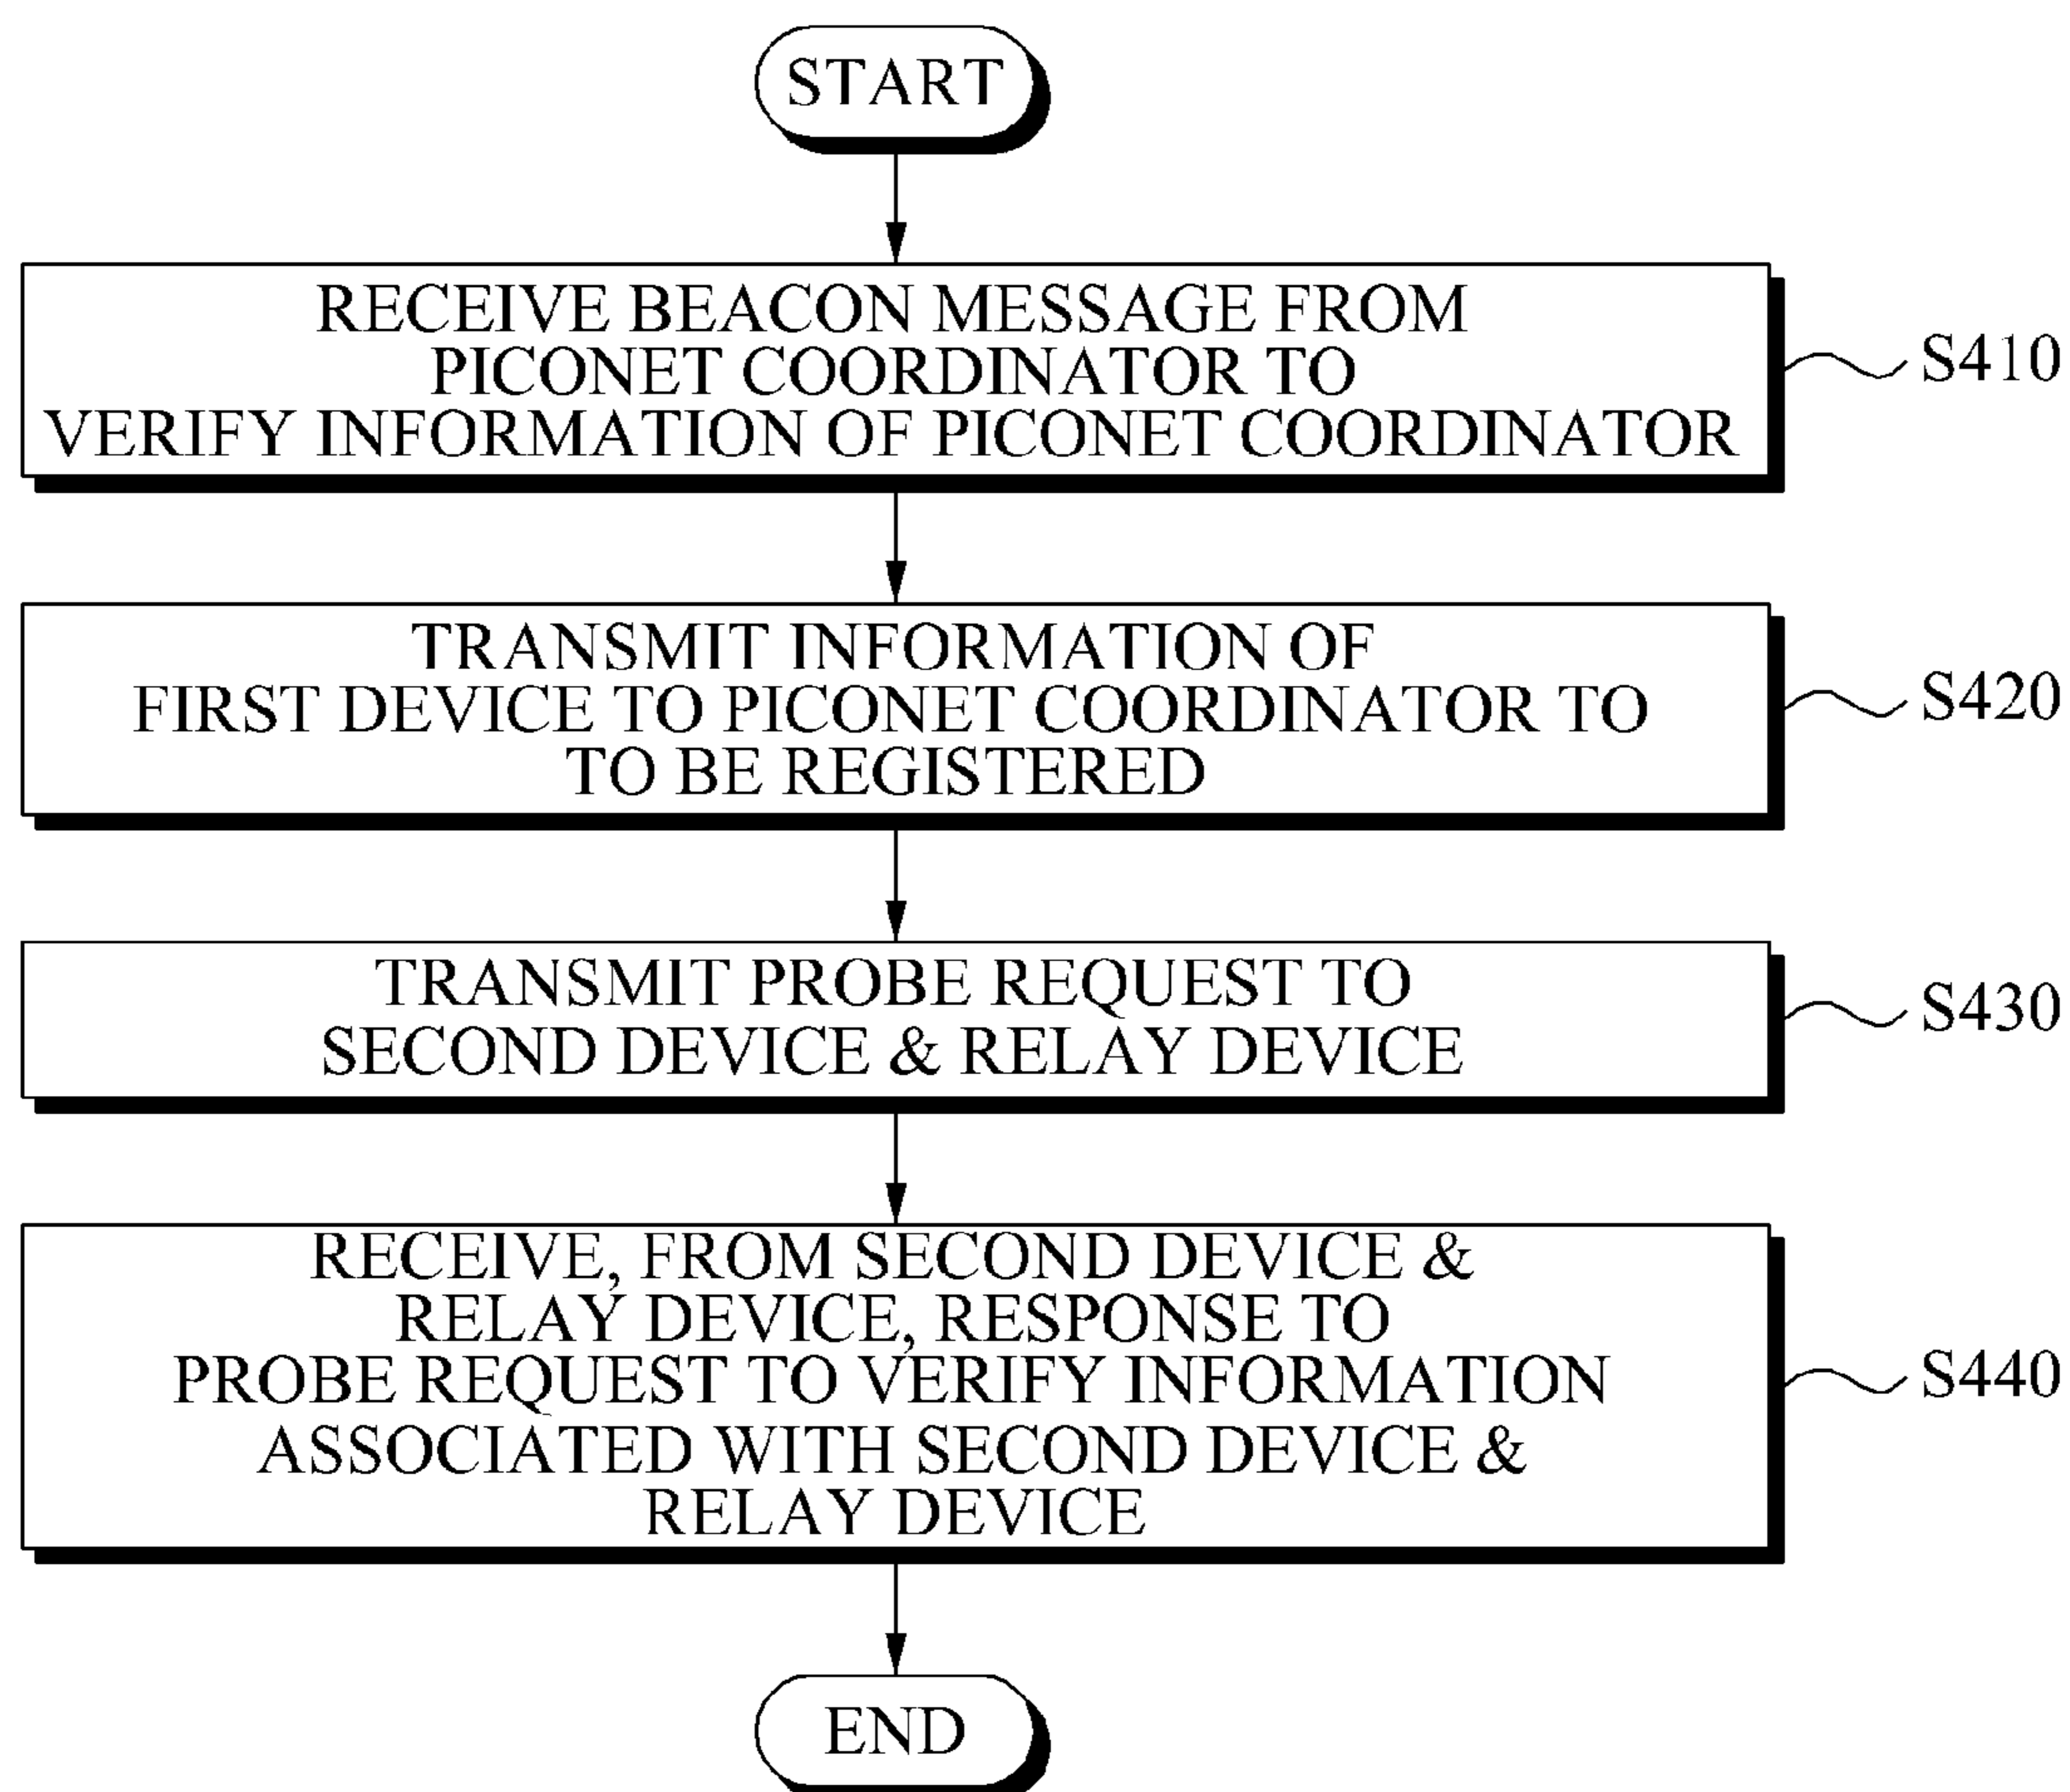 START
RECEIVE BEACON MESSAGE FROM
PICONET COORDINATOR TO
VERIFY INFORMATION OF PICONET COORDINATOR
S410
TRANSMIT INFORMATION OF
FIRST DEVICE TO PICONET COORDINATOR TO
TO BE REGISTERED
S420
TRANSMIT PROBE REQUEST TO
SECOND DEVICE & RELAY DEVICE
S430
RECEIVE, FROM SECOND DEVICE &
RELAY DEVICE, RESPONSE TO
PROBE REQUEST TO VERIFY INFORMATION
ASSOCIATED WITH SECOND DEVICE &
RELAY DEVICE
S440
END